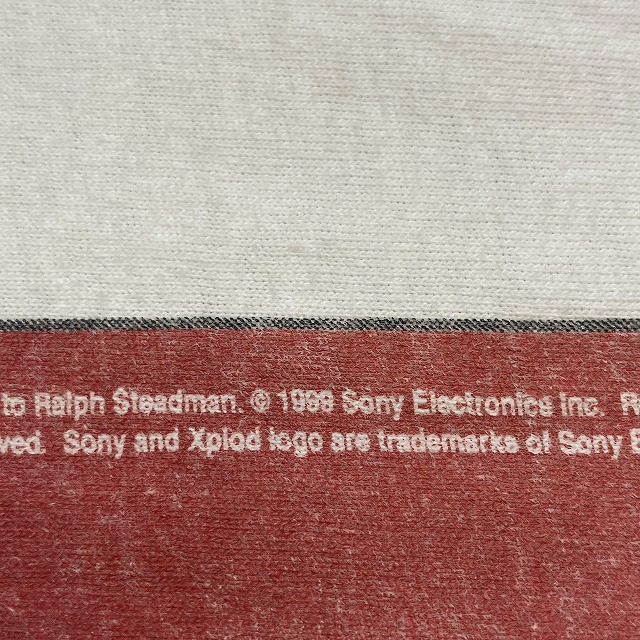 to Ralph Steadman. © 1998 Sony Electronics Inc. R
ved. Sony and Xplod logo are trademarks of Sony E